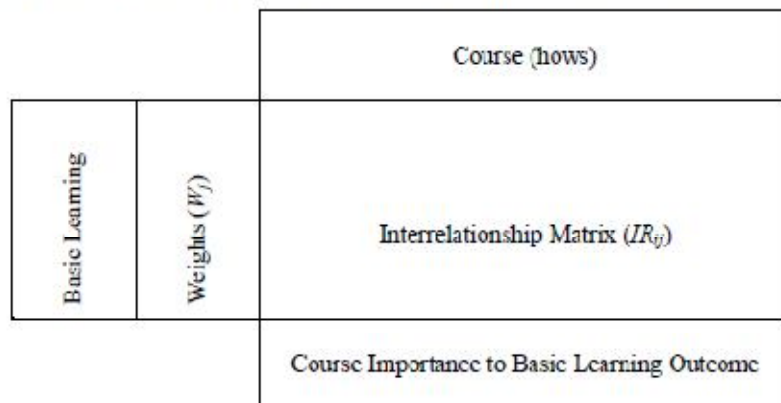 Course (hows)
Basic Learning
Weights (Wj)
Interrelationship Matrix (IRij)
Course Importance to Basic Learning Outcome